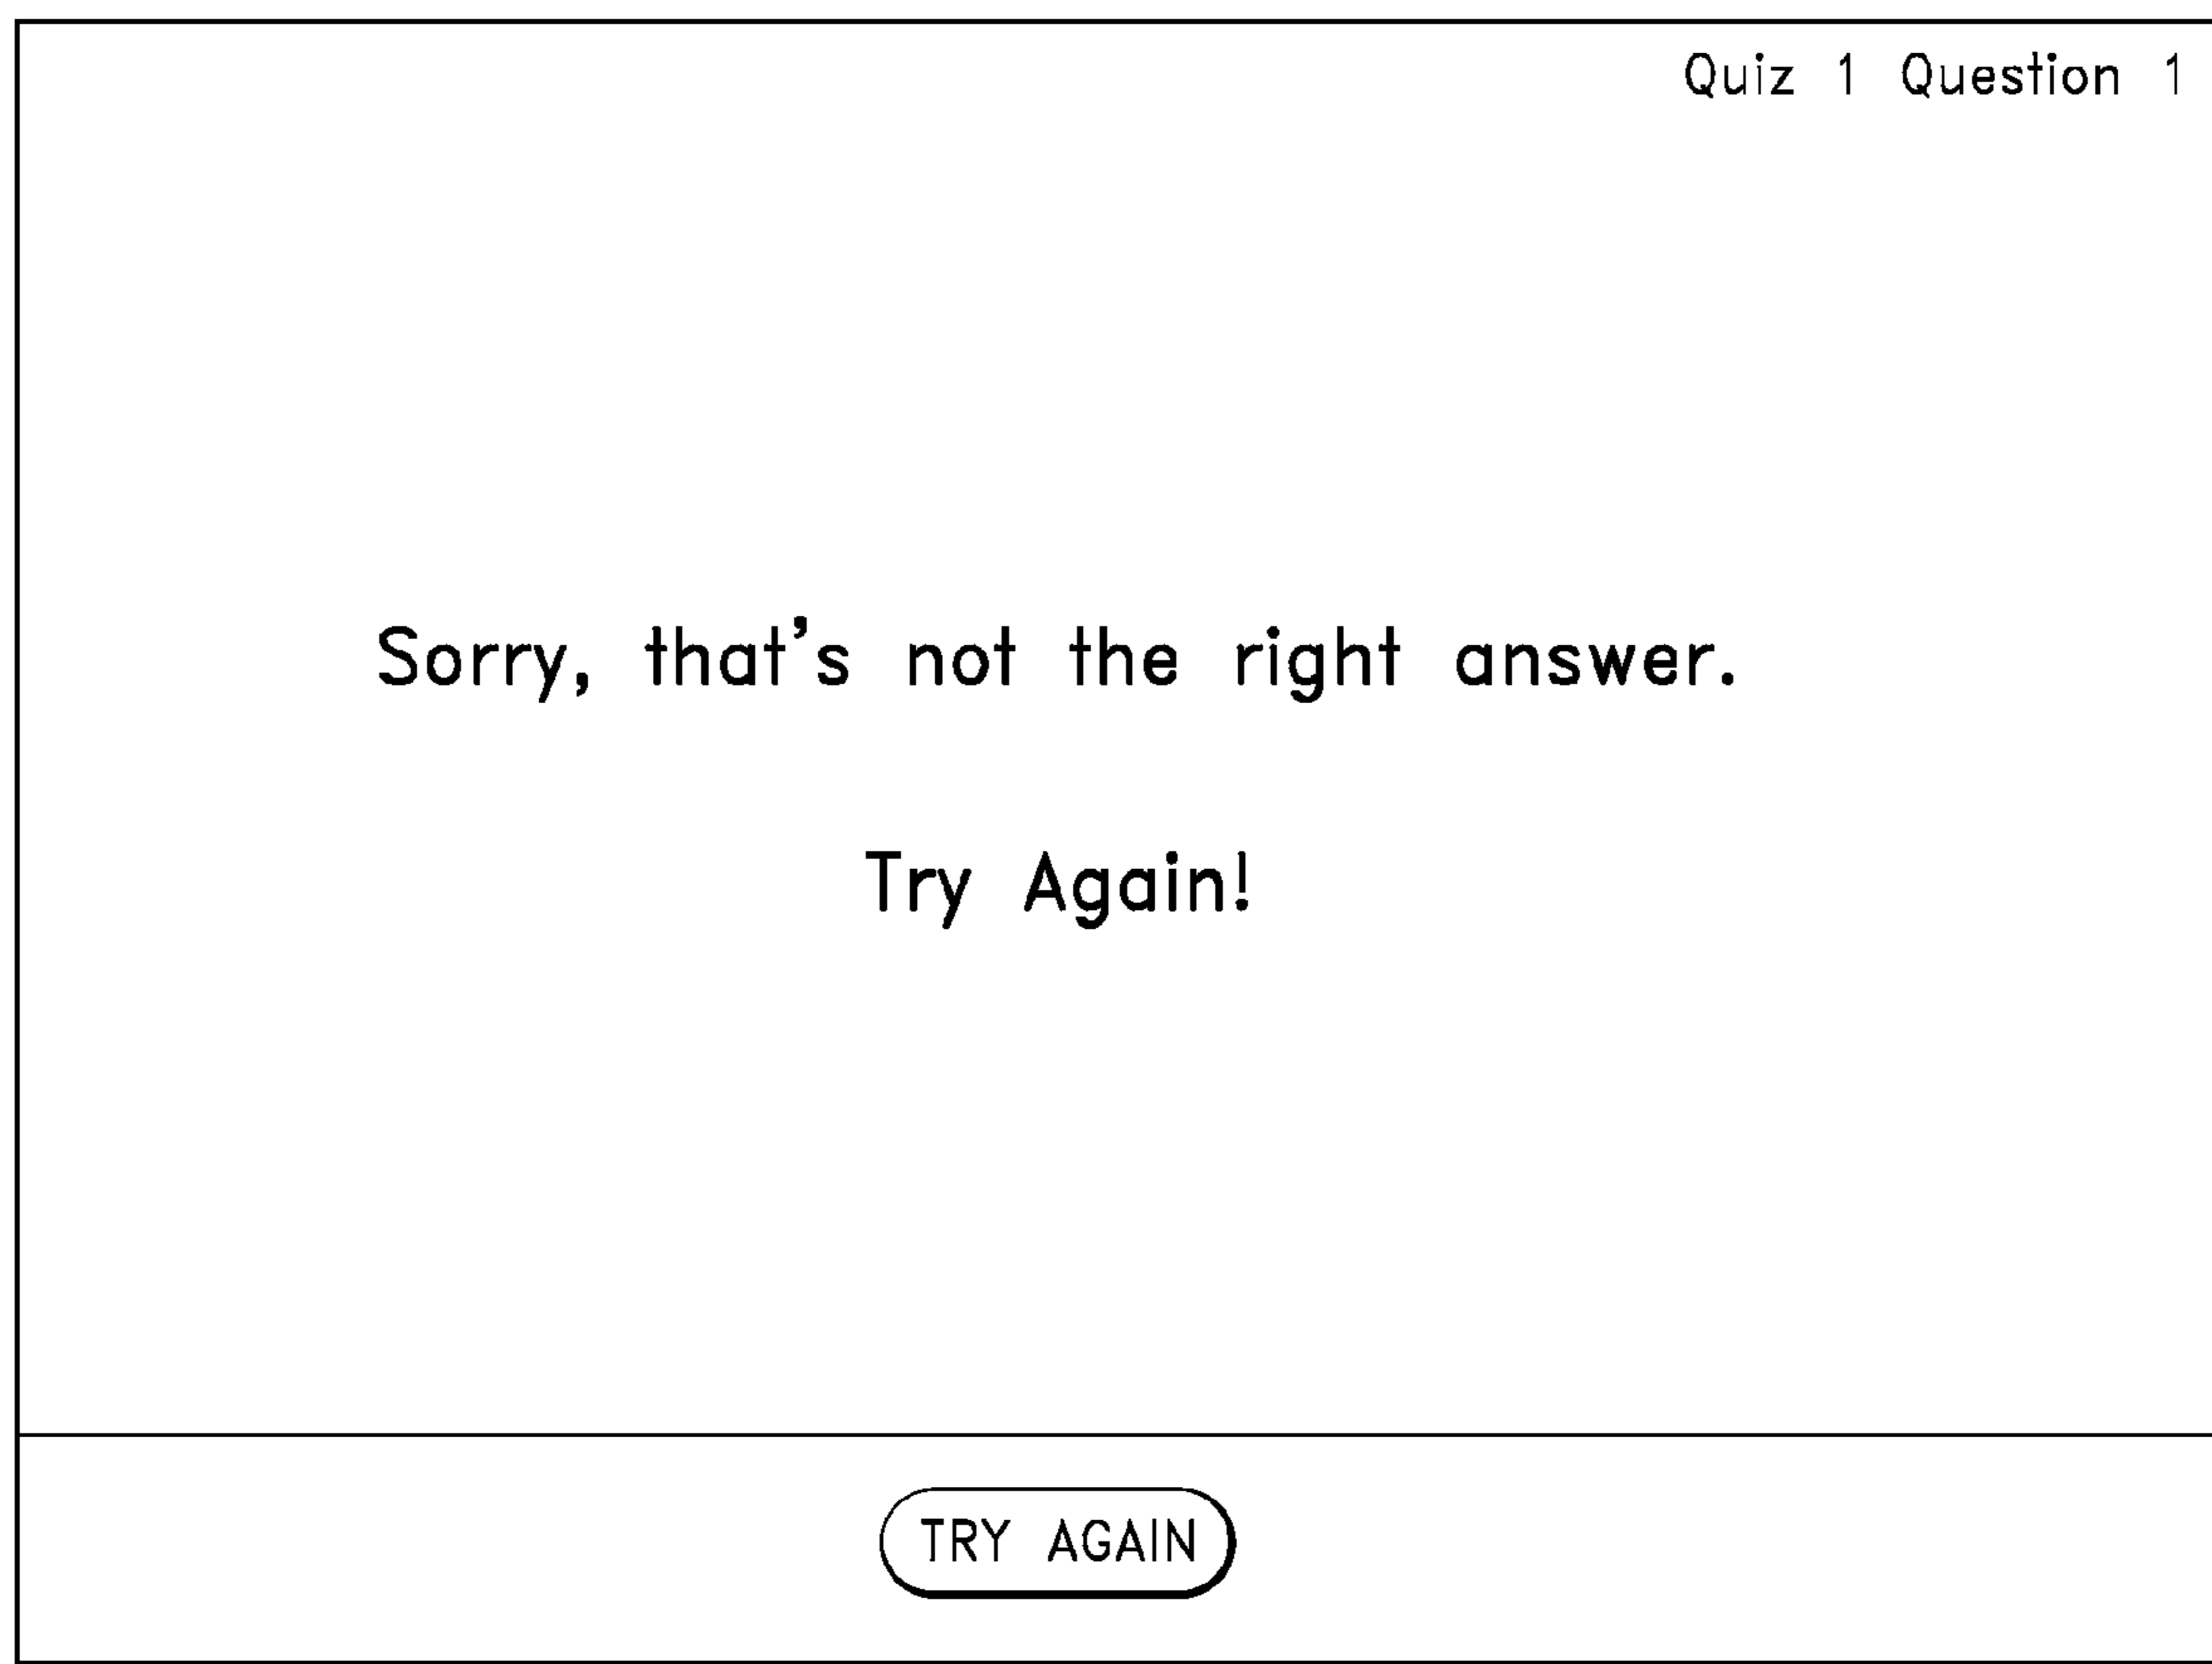 Quiz 1 Question 1
Sorry, that's not the right answer.
Try Again!
TRY AGAIN